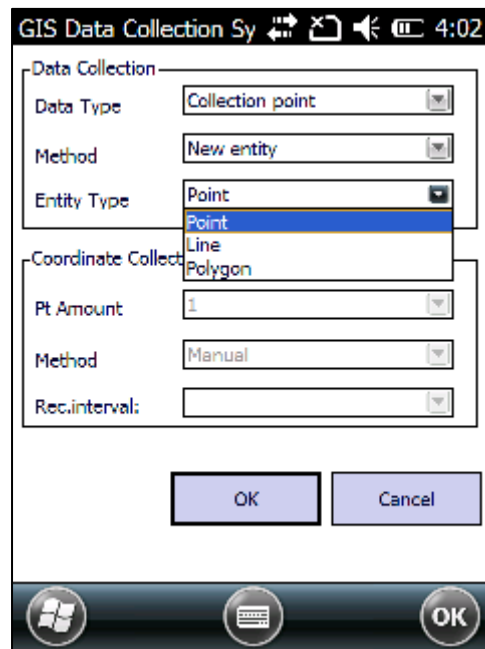 GIS Data Collection Sy 4:02
Data Collection
Data Type Collection point
Method New entity
Entity Type Point
Point
Line
Polygon
Coordinate Collect
Pt Amount 1
Method Manual
Rec.interval:
OK Cancel
OK